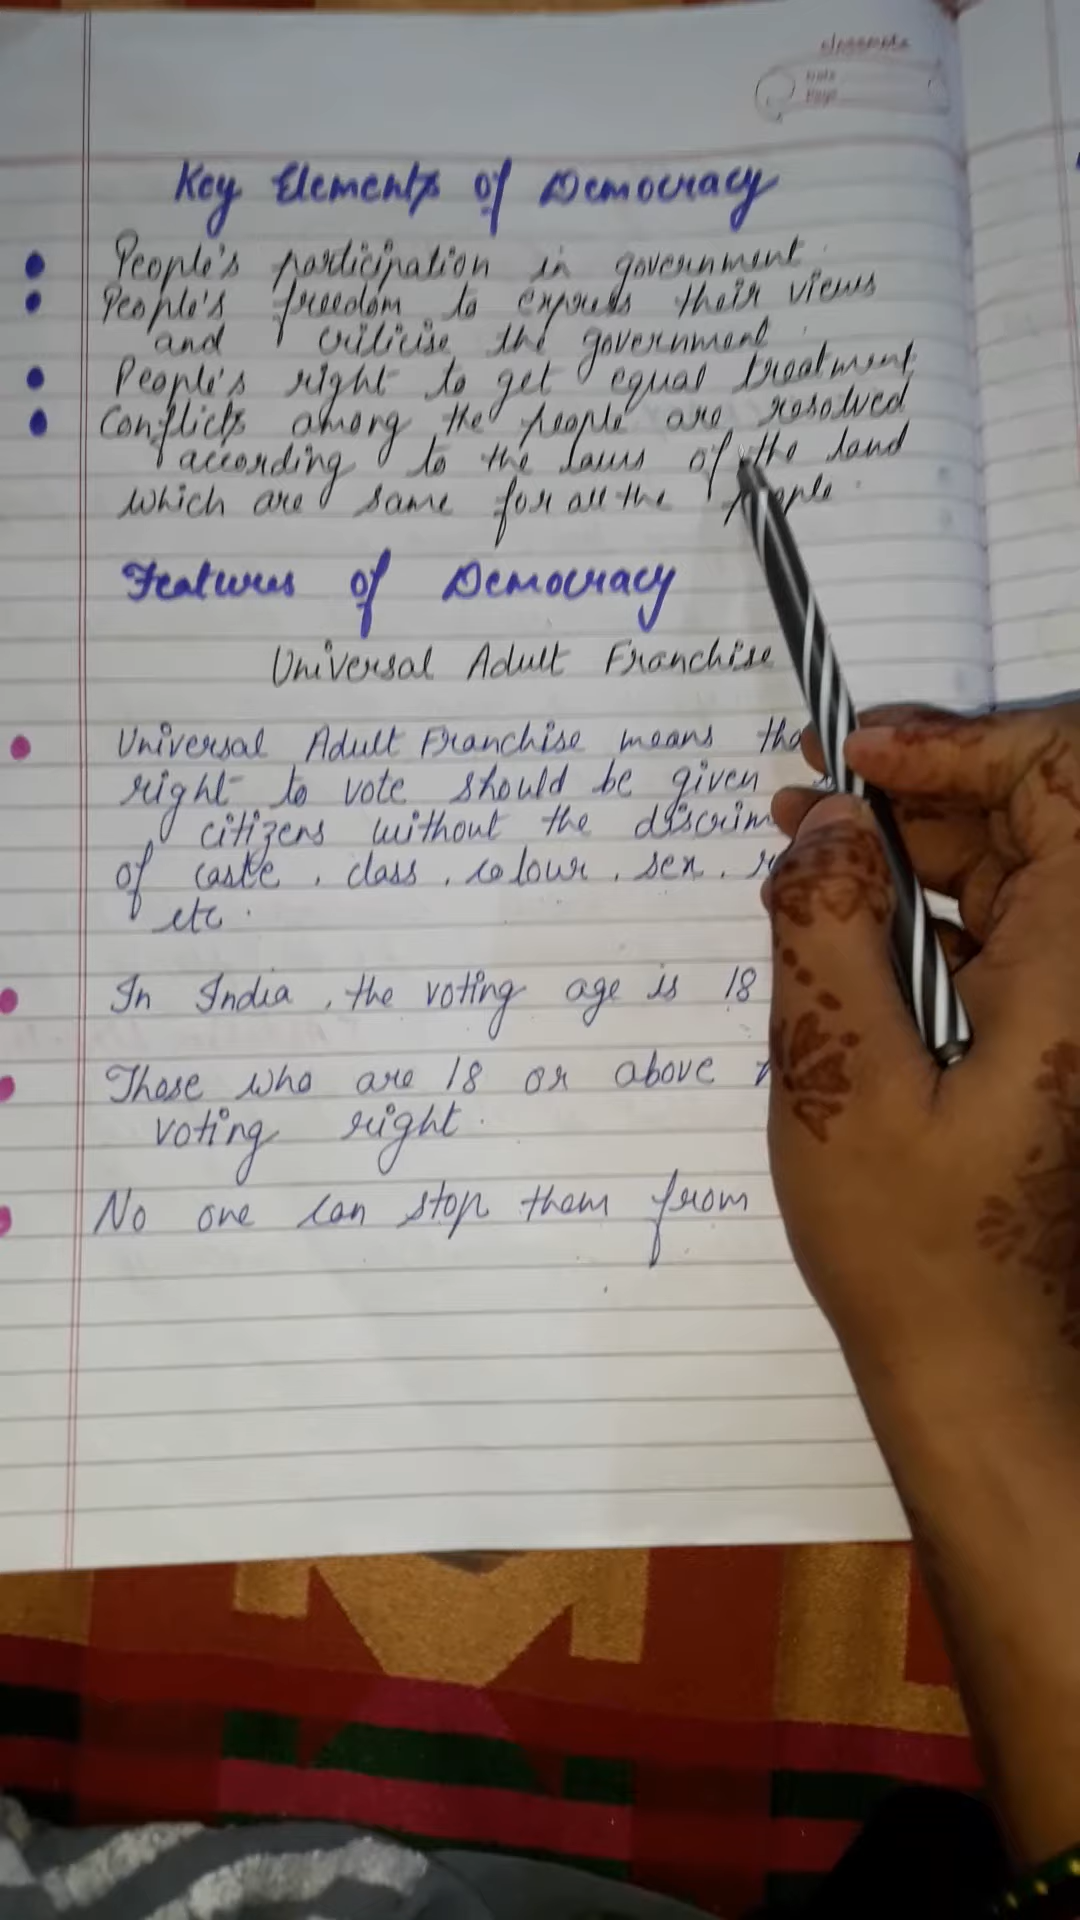 classmate
Date
Page
Key Elements of Democracy
People's participation in government.
People's freedom to express their views
and criticise the government.
People's right to get equal treatment
Conflicts among the people are resolved
according to the laws of the land
which are same for all the people.
Features of Democracy
Universal Adult Franchise
Universal Adult Franchise means
right to vote should be given
citizens without the
of caste, class, colour, sex,
etc.
In India, the voting age is 18
Those who are 18 or above
voting right.
No one can stop them from